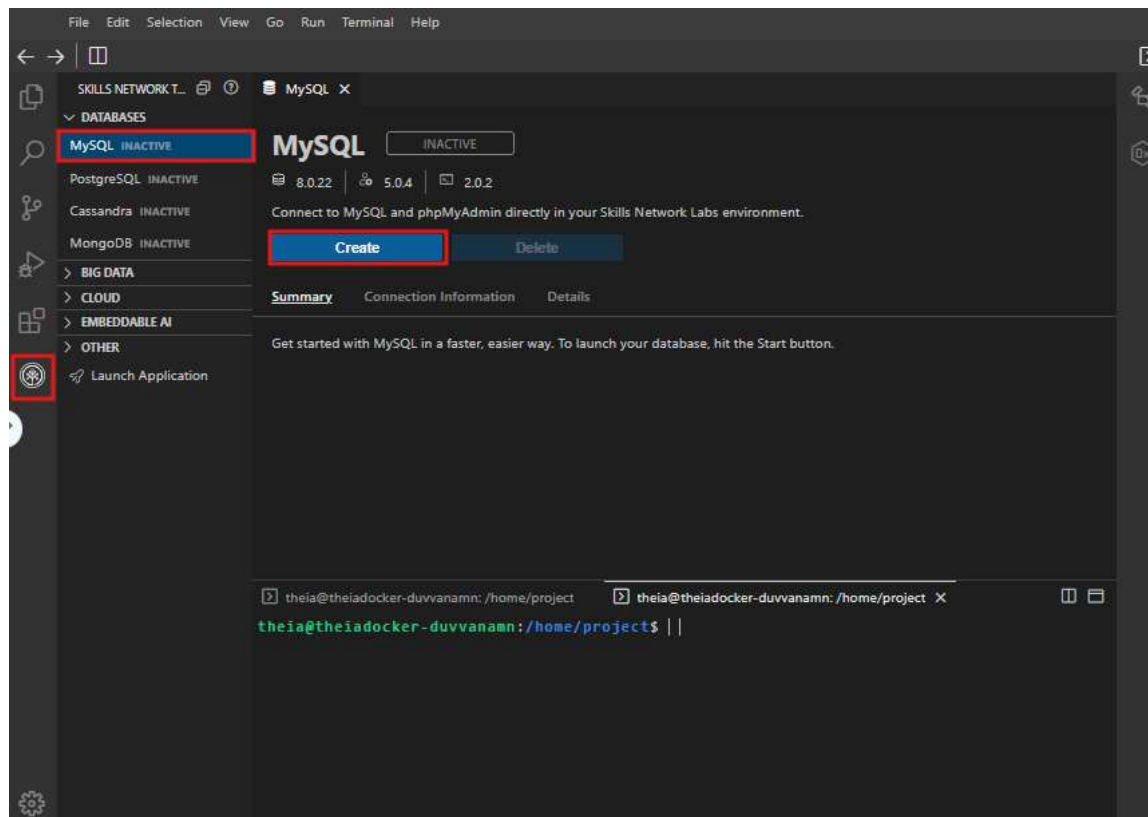 File Edit Selection View Go Run Terminal Help
SKILLS NETWORK T...
MySQL
DATABASES
MySQL INACTIVE
PostgreSQL INACTIVE
Cassandra INACTIVE
MongoDB INACTIVE
BIG DATA
CLOUD
EMBEDDABLE AI
OTHER
Launch Application
MySQL INACTIVE
8.0.22 5.0.4 2.0.2
Connect to MySQL and phpMyAdmin directly in your Skills Network Labs environment.
Create Delete
Summary Connection Information Details
Get started with MySQL in a faster, easier way. To launch your database, hit the Start button.
theia@theiadocker-duvvanamn: /home/project theia@theiadocker-duvvanamn: /home/project
theia@theiadocker-duvvanamn:/home/project$